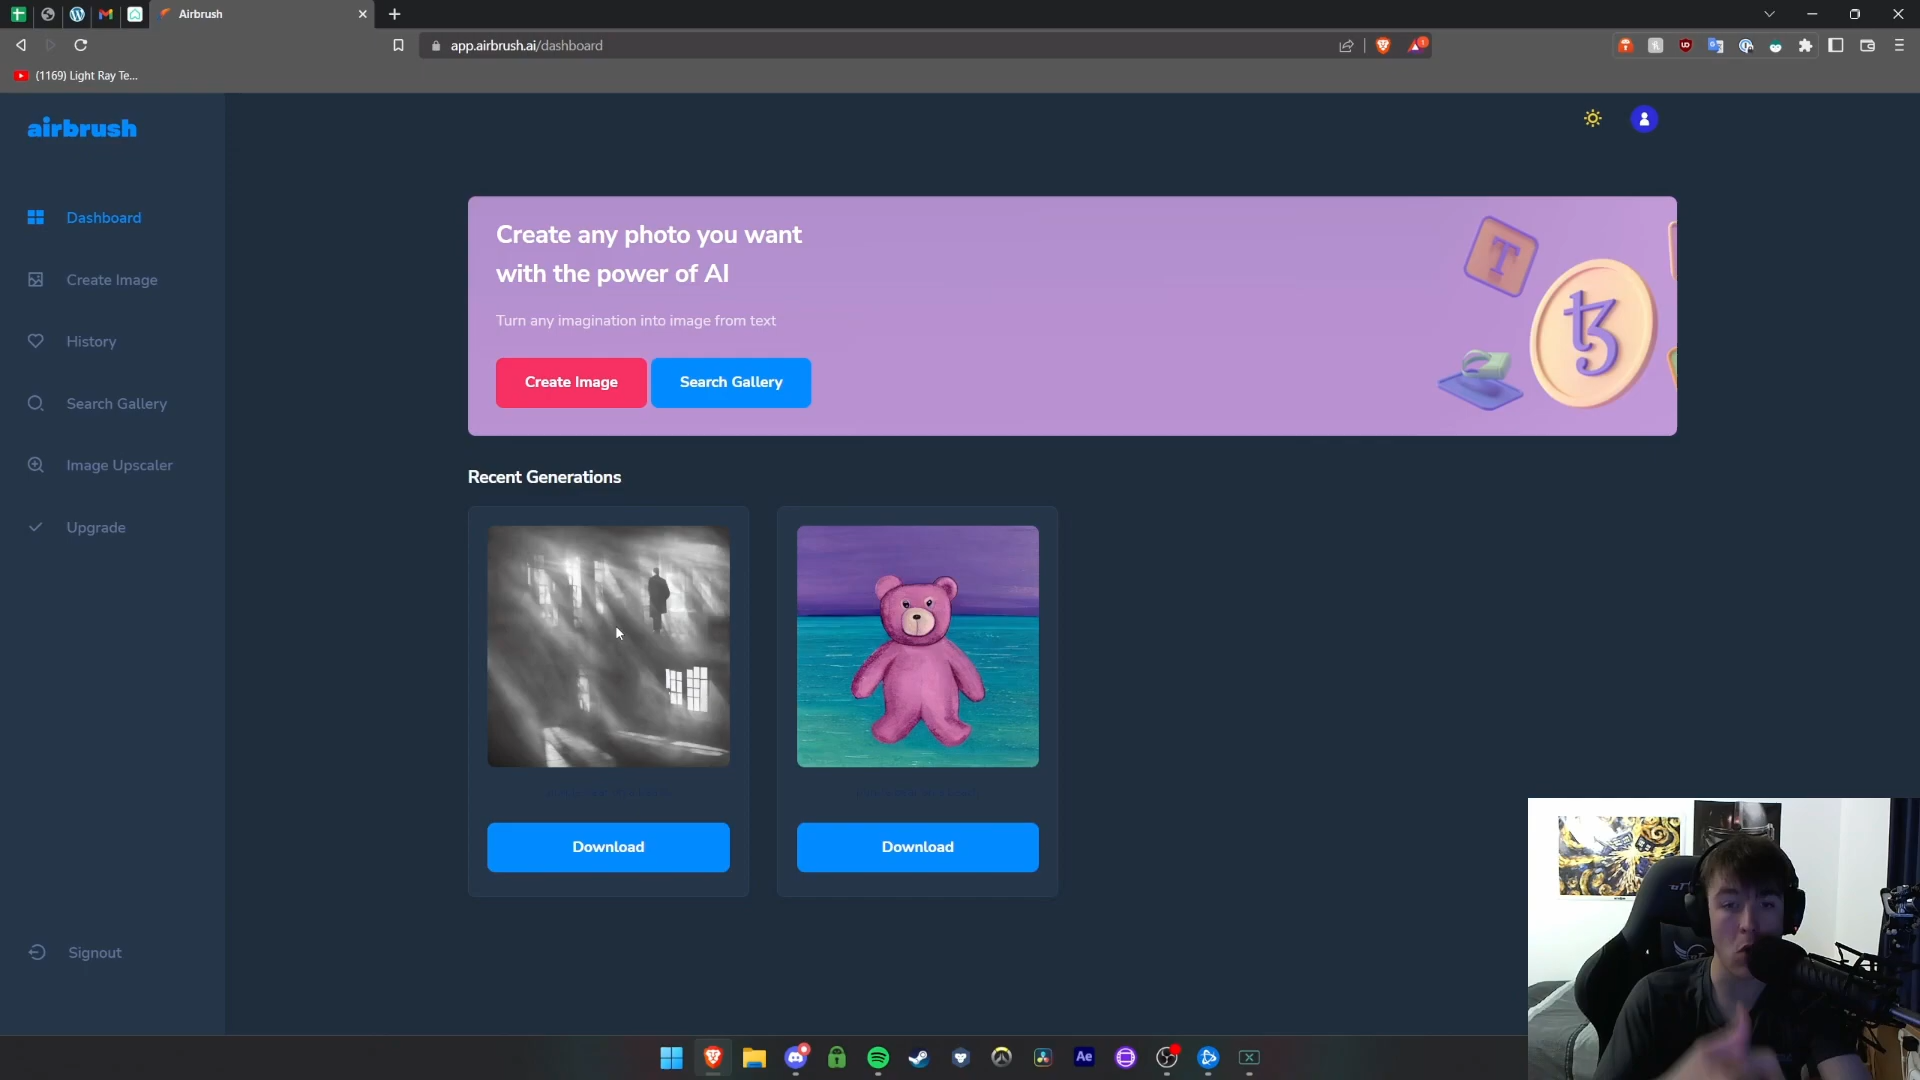 Airbrush
app.airbrush.ai/dashboard
(1169) Light Ray Te...
airbrush
Dashboard
Create Image
History
Search Gallery
Image Upscaler
Upgrade
Signout
Create any photo you want
with the power of AI
Turn any imagination into image from text
Create Image
Search Gallery
Recent Generations
Download
Download
Ae